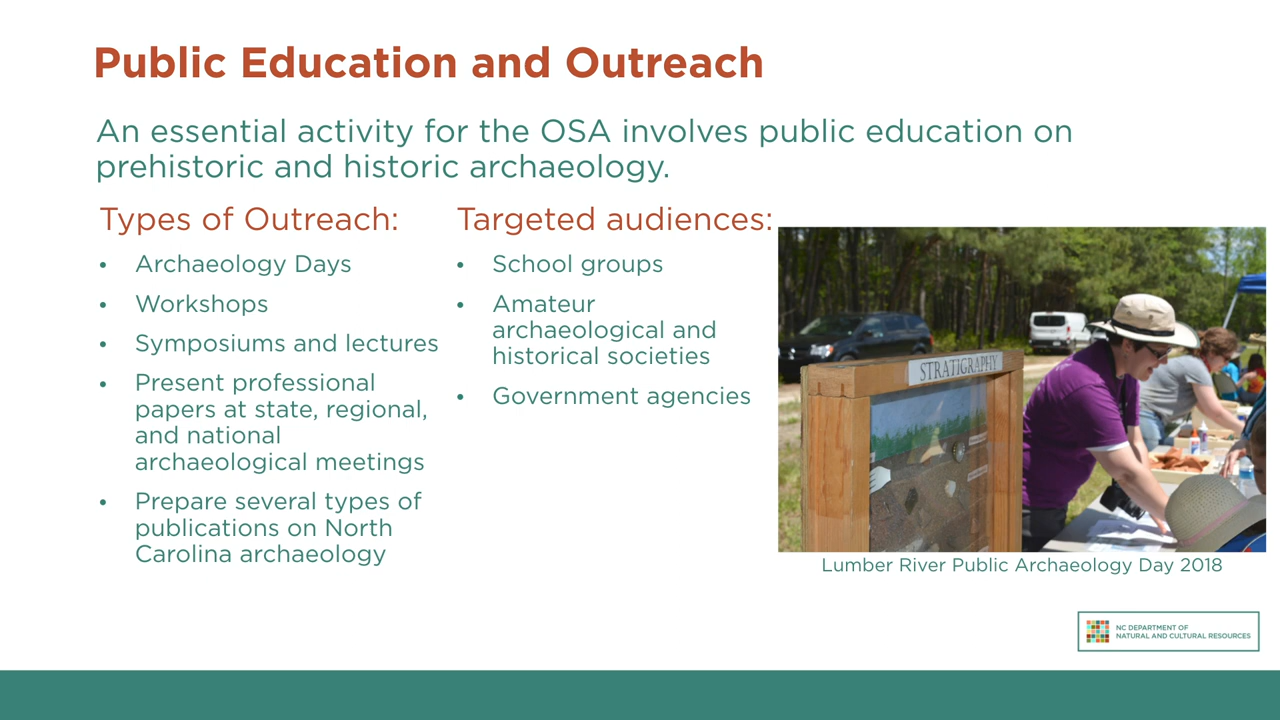 Public Education and Outreach
An essential activity for the OSA involves public education on
prehistoric and historic archaeology.
Types of Outreach:
• Archaeology Days
• Workshops
• Symposiums and lectures
• Present professional
papers at state, regional,
and national
archaeological meetings
• Prepare several types of
publications on North
Carolina archaeology
Targeted audiences:
• School groups
• Amateur
archaeological and
historical societies
• Government agencies
STRATIGRAPHY
Lumber River Public Archaeology Day 2018
NC DEPARTMENT OF
NATURAL AND CULTURAL RESOURCES